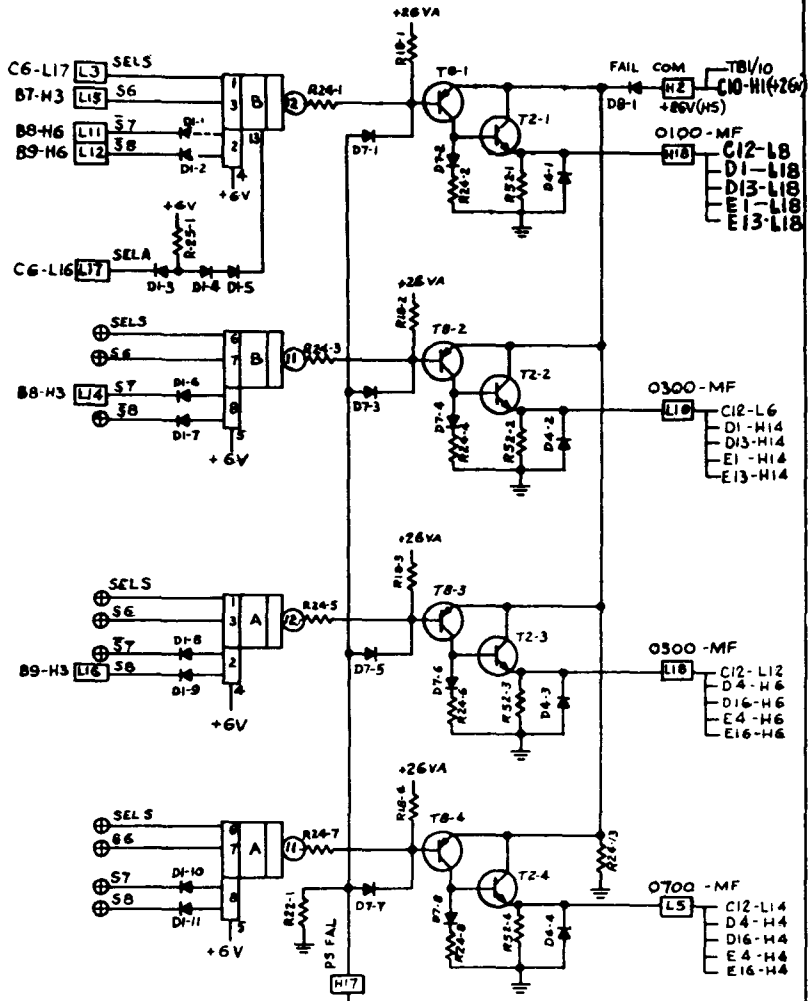 +26VA
C6-L17 L3 SELS
B7-H3 L15 S6
B8-H6 L11 S7 D1-1
B9-H6 L12 S8 D1-2
1 3 2 4 B 12 13
+6V
R24-1
R18-1
T8-1
T2-1
D7-1
D7-2
R24-2
R52-1
D4-1
FAIL COM
D8-1
H2
+26V(H5)
TB1/10
C10-H1(+26V)
0100-MF
H18
C12-L8
D1-L18
D13-L18
E1-L18
E13-L18
+6V
R-25-1
C6-L16 L17 SELA
D1-3 D1-4 D1-5
+26VA
R18-2
SELS
S6
B8-H3 L14 S7 D1-6
S8 D1-7
6 7 8 5 B 11
+6V
R24-3
T8-2
T2-2
D7-3
D7-4
R24-4
R52-2
D4-2
0300-MF
L10
C12-L6
D1-H14
D13-H14
E1-H14
E13-H14
+26VA
R18-3
SELS
S6
S7 D1-8
B9-H3 L16 S8 D1-9
1 3 2 4 A 12
+6V
R24-5
T8-3
T2-3
D7-5
D7-6
R24-6
R52-3
D4-3
0500-MF
L18
C12-L12
D4-H6
D16-H6
E4-H6
E16-H6
+26VA
R18-4
SELS
S6
S7 D1-10
S8 D1-11
6 7 8 5 A 11
+6V
R24-7
T8-4
T2-4
R22-1
D7-7
D7-8
R24-8
R52-4
D4-4
R24-13
0700-MF
L5
C12-L14
D4-H4
D16-H4
E4-H4
E16-H4
PS FAL
H17